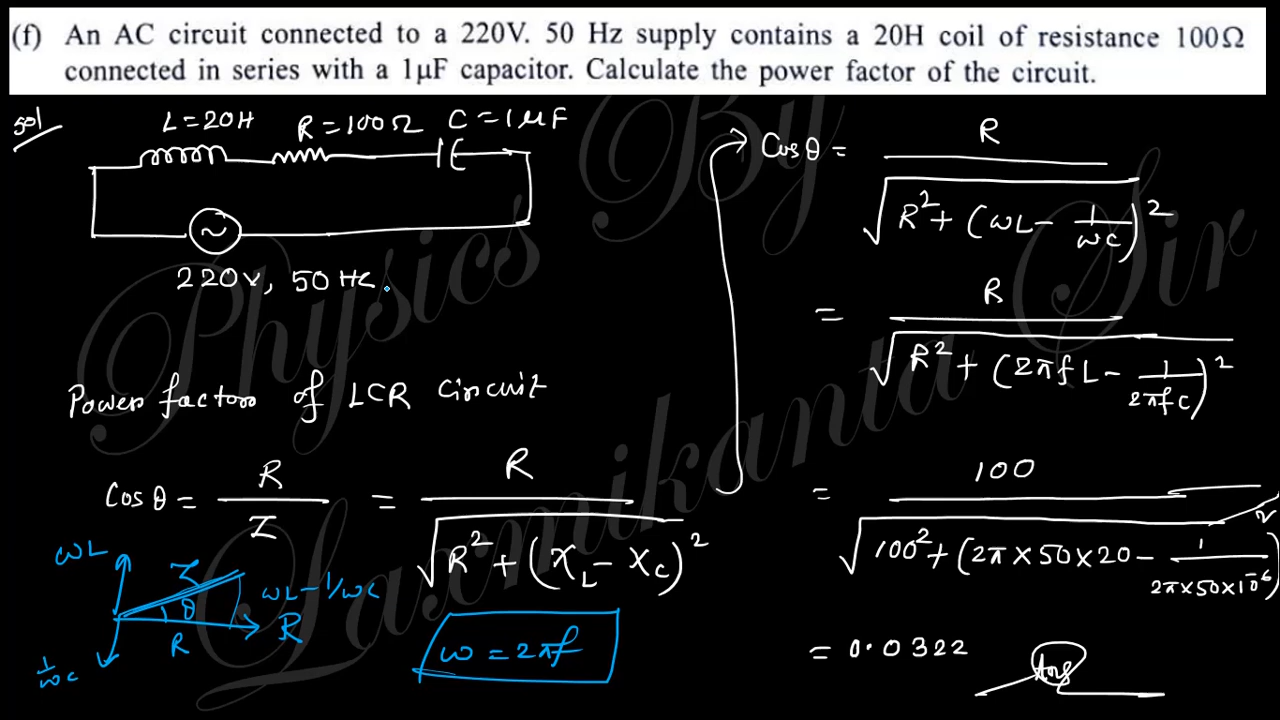 (f) An AC circuit connected to a 220V. 50 Hz supply contains a 20H coil of resistance 100Ω
connected in series with a 1μF capacitor. Calculate the power factor of the circuit.
Sol
L=20H R=100Ω C=1μF
~
220v, 50 Hz.
Power factor of LCR circuit
Cosθ = R / Z = R / √(R² + (X_L - X_C)²)
ωL
Z
θ
ωL-1/ωc
R
R
1/ωc
ω = 2πf
Cosθ = R / √(R² + (ωL - 1/ωc)²)
= R / √(R² + (2πfL - 1/2πfc)²)
= 100 / √(100² + (2π×50×20 - 1/2π×50×10⁻⁶)²)
= 0.0322 Ans
Physics By
Laxmikanta Sir